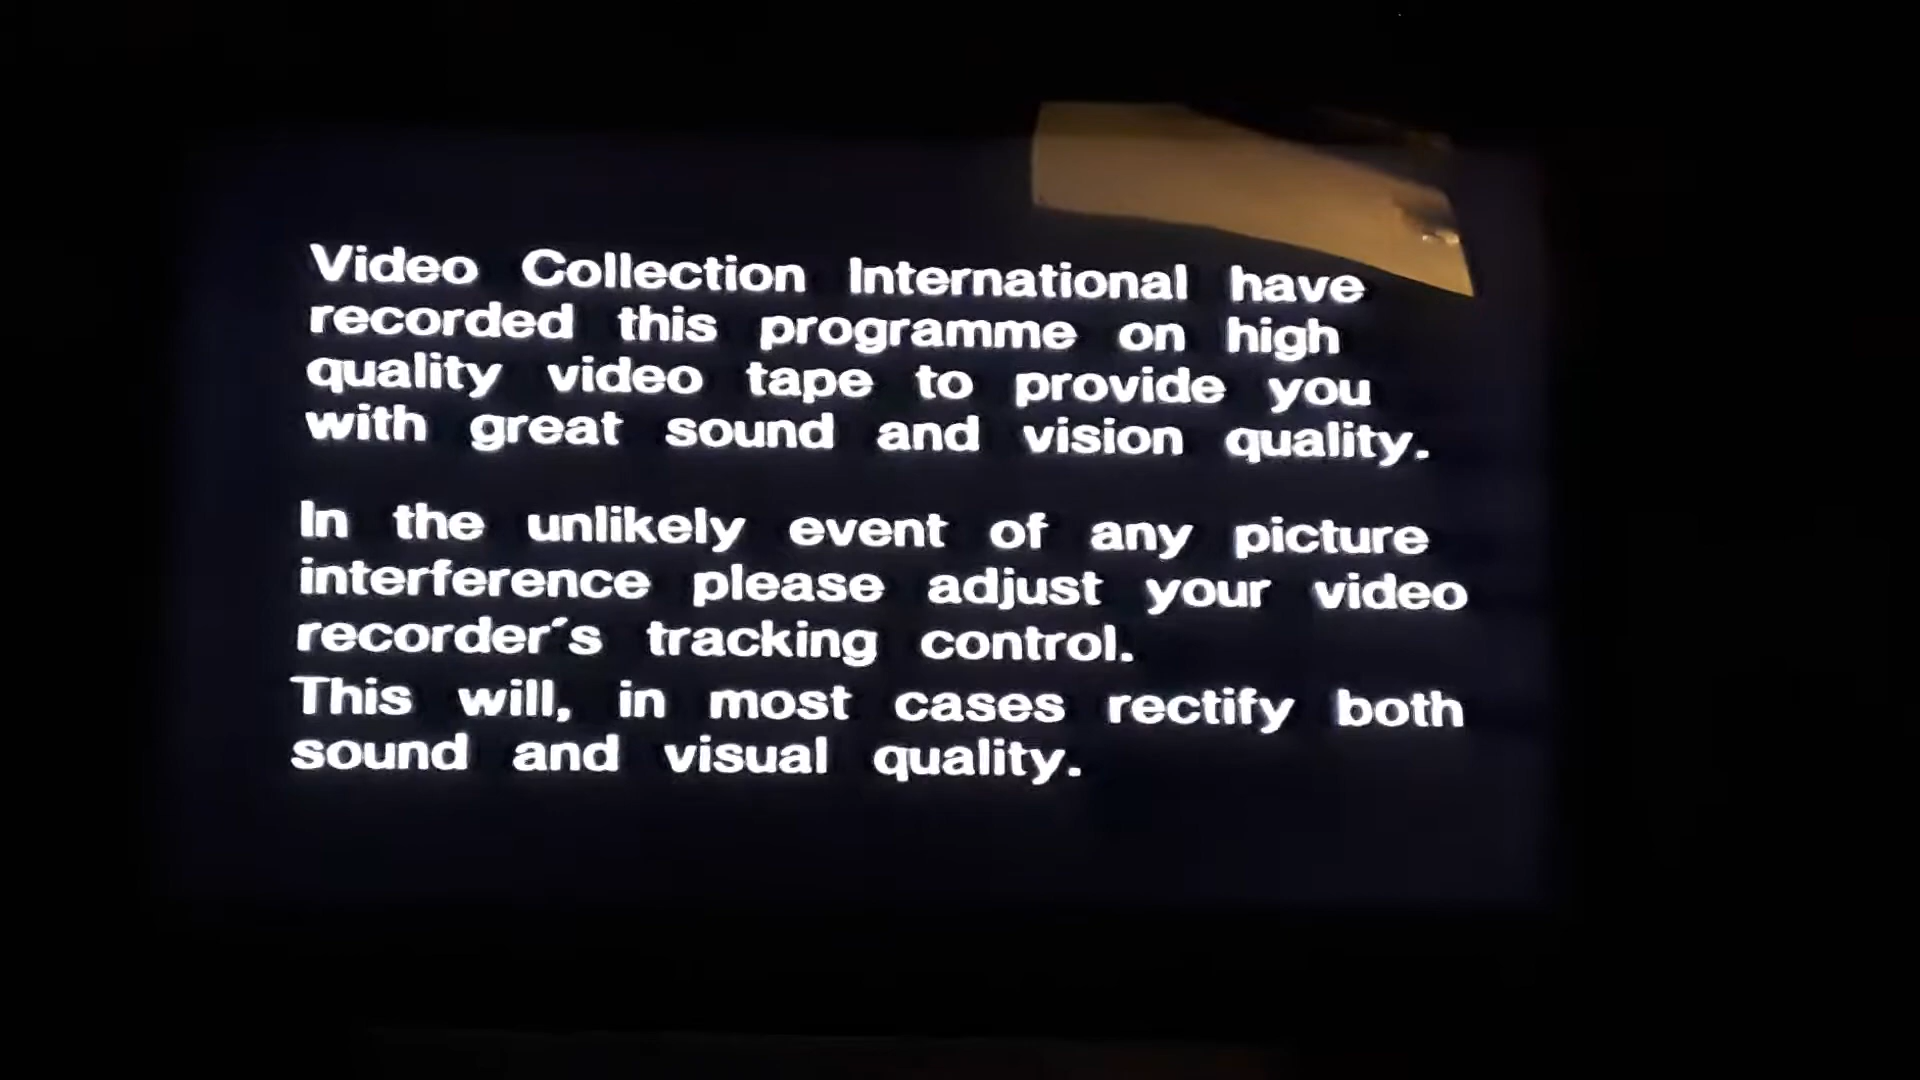 Video Collection International have
recorded this programme on high
quality video tape to provide you
with great sound and vision quality.
In the unlikely event of any picture
interference please adjust your video
recorder´s tracking control.
This will, in most cases rectify both
sound and visual quality.